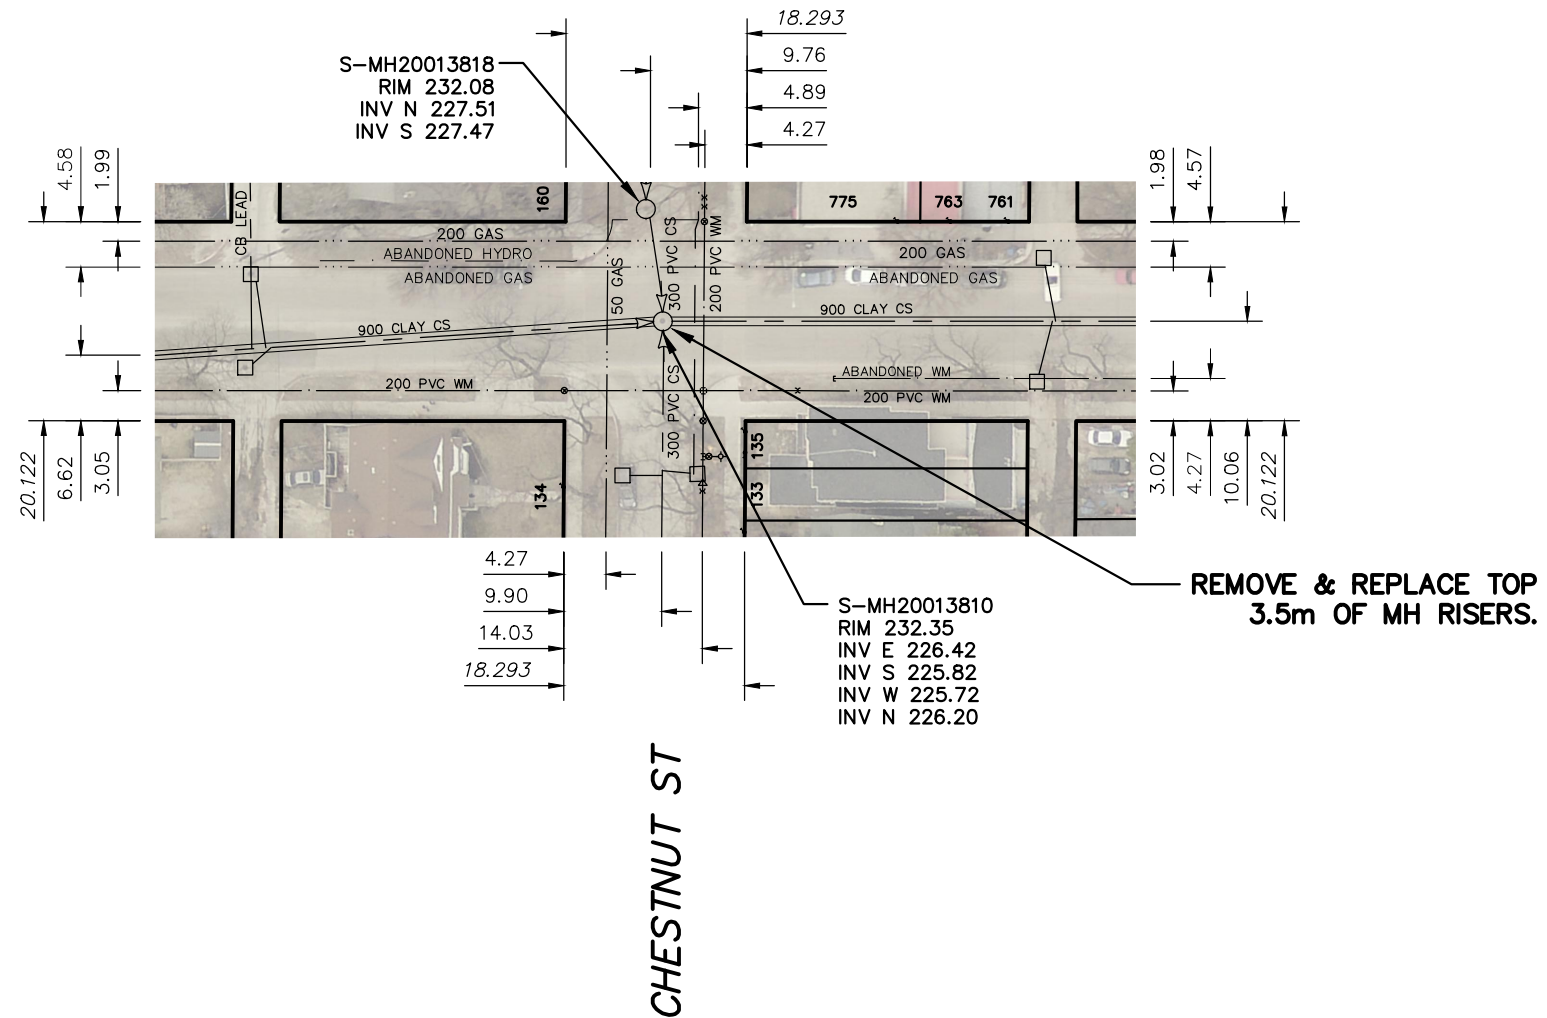 18.293
9.76
4.89
4.27
S-MH20013818
RIM 232.08
INV N 227.51
INV S 227.47
4.58
1.99
1.98
4.57
CB LEAD
160
775
763
761
200 GAS
ABANDONED HYDRO
ABANDONED GAS
50 GAS
300 PVC CS
200 PVC WM
200 GAS
ABANDONED GAS
900 CLAY CS
900 CLAY CS
200 PVC WM
300 PVC CS
ABANDONED WM
200 PVC WM
134
135
133
20.122
6.62
3.05
3.02
4.27
10.06
20.122
4.27
9.90
14.03
18.293
S-MH20013810
RIM 232.35
INV E 226.42
INV S 225.82
INV W 225.72
INV N 226.20
REMOVE & REPLACE TOP
3.5m OF MH RISERS.
CHESTNUT ST